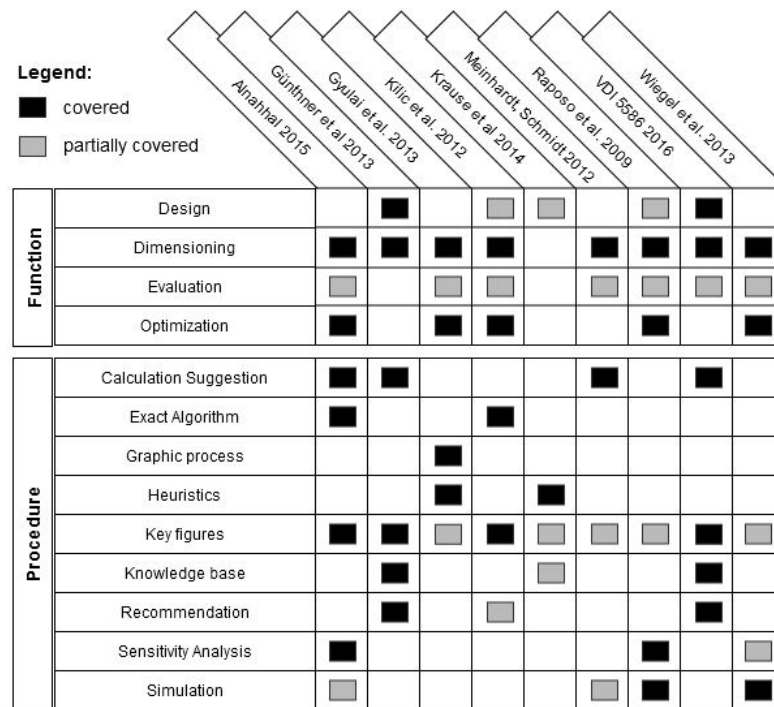 Legend:
covered
partially covered
Alnahhal 2015
Günthner et al 2013
Gyulai et al. 2013
Kilic et al. 2012
Krause et al 2014
Meinhardt, Schmidt 2012
Raposo et al. 2009
VDI 5586 2016
Wiegel et al. 2013
Function
Design
Dimensioning
Evaluation
Optimization
Procedure
Calculation Suggestion
Exact Algorithm
Graphic process
Heuristics
Key figures
Knowledge base
Recommendation
Sensitivity Analysis
Simulation